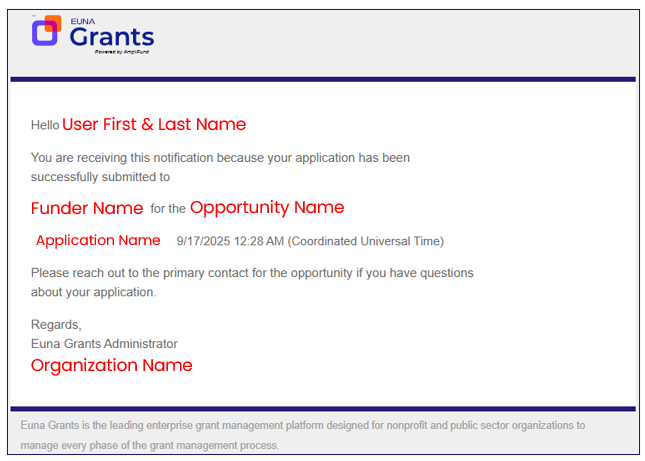 EUNA
Grants
Powered by AmpliFund
Hello User First & Last Name
You are receiving this notification because your application has been
successfully submitted to
Funder Name for the Opportunity Name
Application Name 9/17/2025 12:28 AM (Coordinated Universal Time)
Please reach out to the primary contact for the opportunity if you have questions
about your application.
Regards,
Euna Grants Administrator
Organization Name
Euna Grants is the leading enterprise grant management platform designed for nonprofit and public sector organizations to
manage every phase of the grant management process.